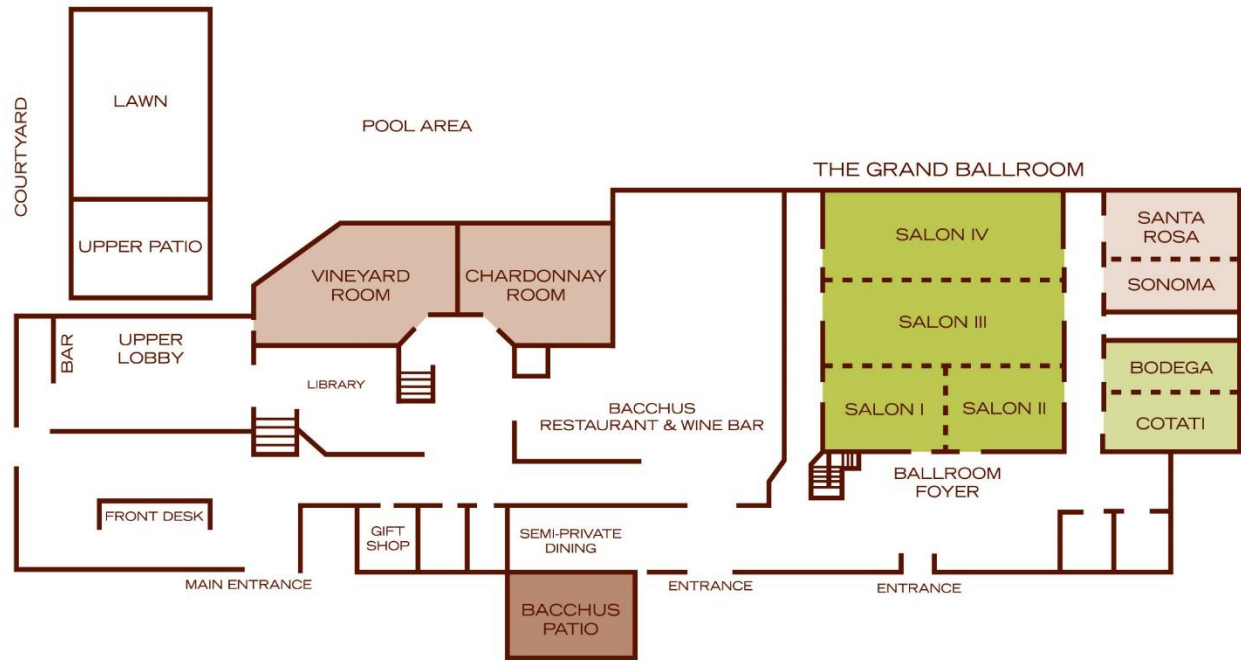 LAWN
COURTYARD
UPPER PATIO
POOL AREA
THE GRAND BALLROOM
VINEYARD
ROOM
CHARDONNAY
ROOM
SALON IV
SALON III
SALON I
SALON II
SANTA
ROSA
SONOMA
BODEGA
COTATI
BAR
UPPER
LOBBY
LIBRARY
BACCHUS
RESTAURANT & WINE BAR
BALLROOM
FOYER
FRONT DESK
GIFT
SHOP
SEMI-PRIVATE
DINING
MAIN ENTRANCE
ENTRANCE
ENTRANCE
BACCHUS
PATIO